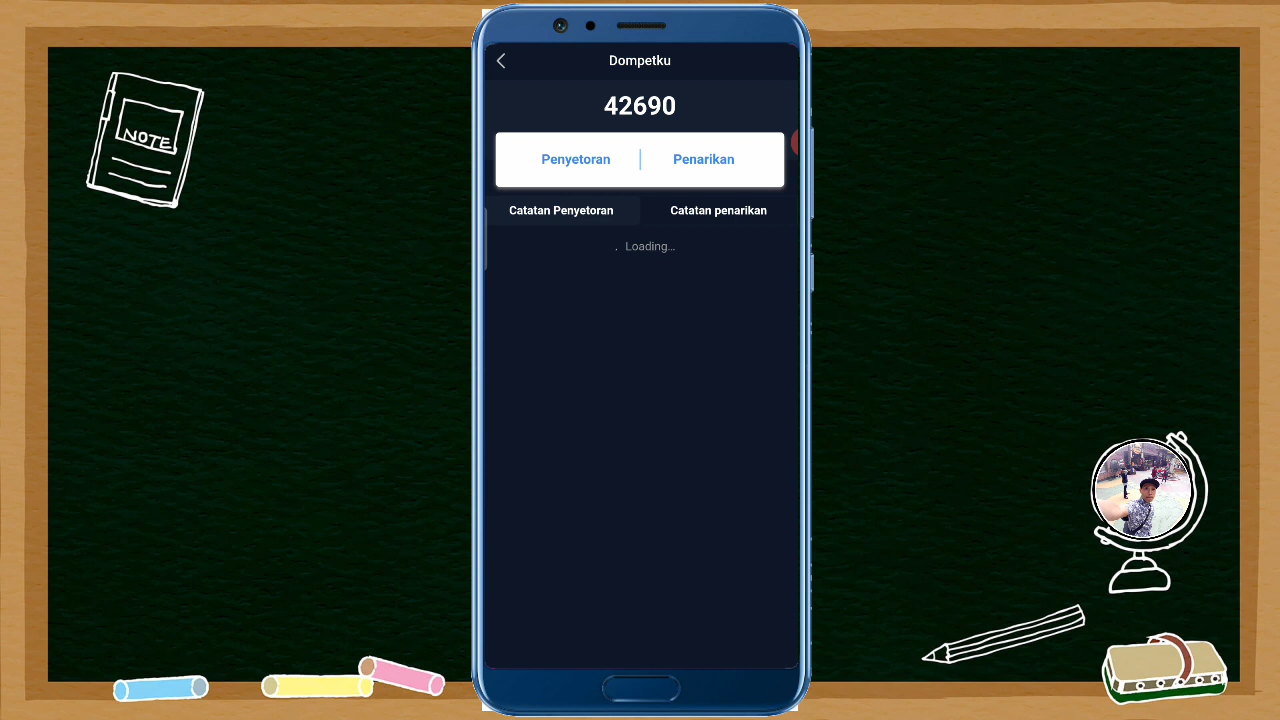 NOTE
Dompetku
42690
Penyetoran
Penarikan
Catatan Penyetoran
Catatan penarikan
. Loading...